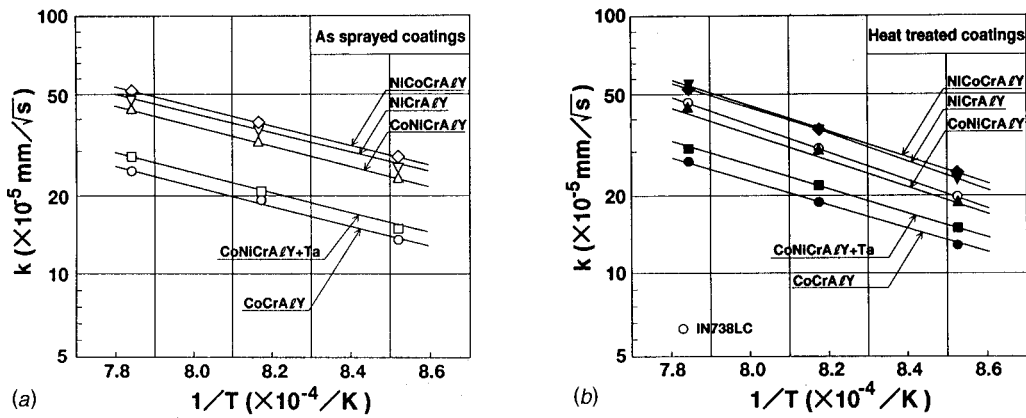 As sprayed coatings
NiCoCrAℓY
NiCrAℓY
CoNiCrAℓY
CoNiCrAℓY+Ta
CoCrAℓY
100
50
20
10
5
k (×10⁻⁵ mm/√s)
7.8 8.0 8.2 8.4 8.6
(a) 1/T (×10⁻⁴/K)
Heat treated coatings
NiCoCrAℓY
NiCrAℓY
CoNiCrAℓY
CoNiCrAℓY+Ta
CoCrAℓY
IN738LC
100
50
20
10
5
k (×10⁻⁵ mm/√s)
7.8 8.0 8.2 8.4 8.6
(b) 1/T (×10⁻⁴/K)